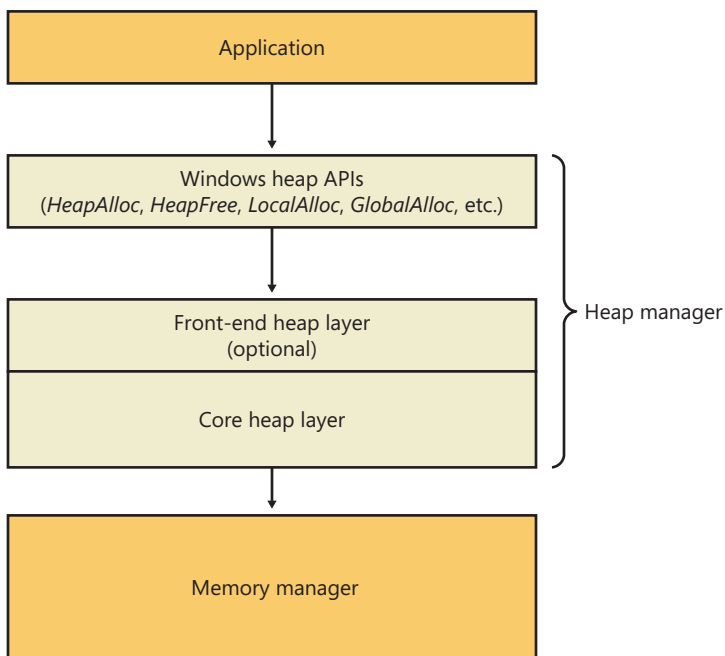 Application
Windows heap APIs
(HeapAlloc, HeapFree, LocalAlloc, GlobalAlloc, etc.)
Heap manager
Front-end heap layer
(optional)
Core heap layer
Memory manager